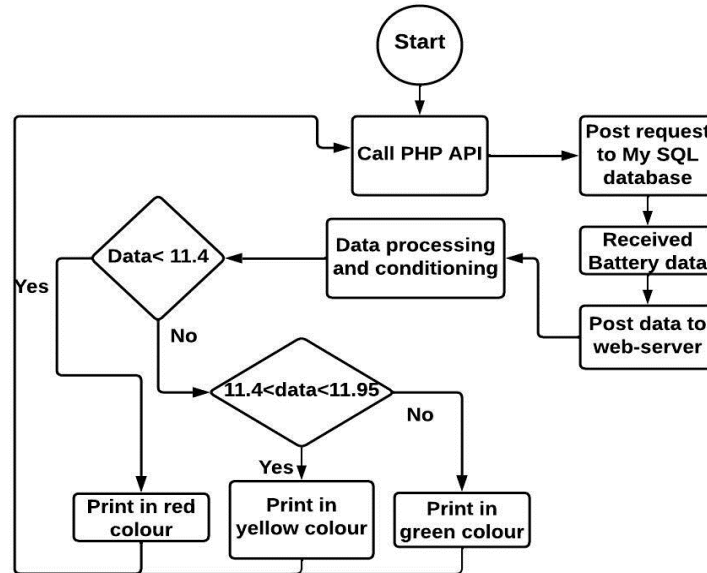 Start
Call PHP API
Post request
to My SQL
database
Received
Battery data
Post data to
web-server
Data processing
and conditioning
Data< 11.4
Yes
No
11.4<data<11.95
Yes
No
Print in red
colour
Print in
yellow colour
Print in
green colour